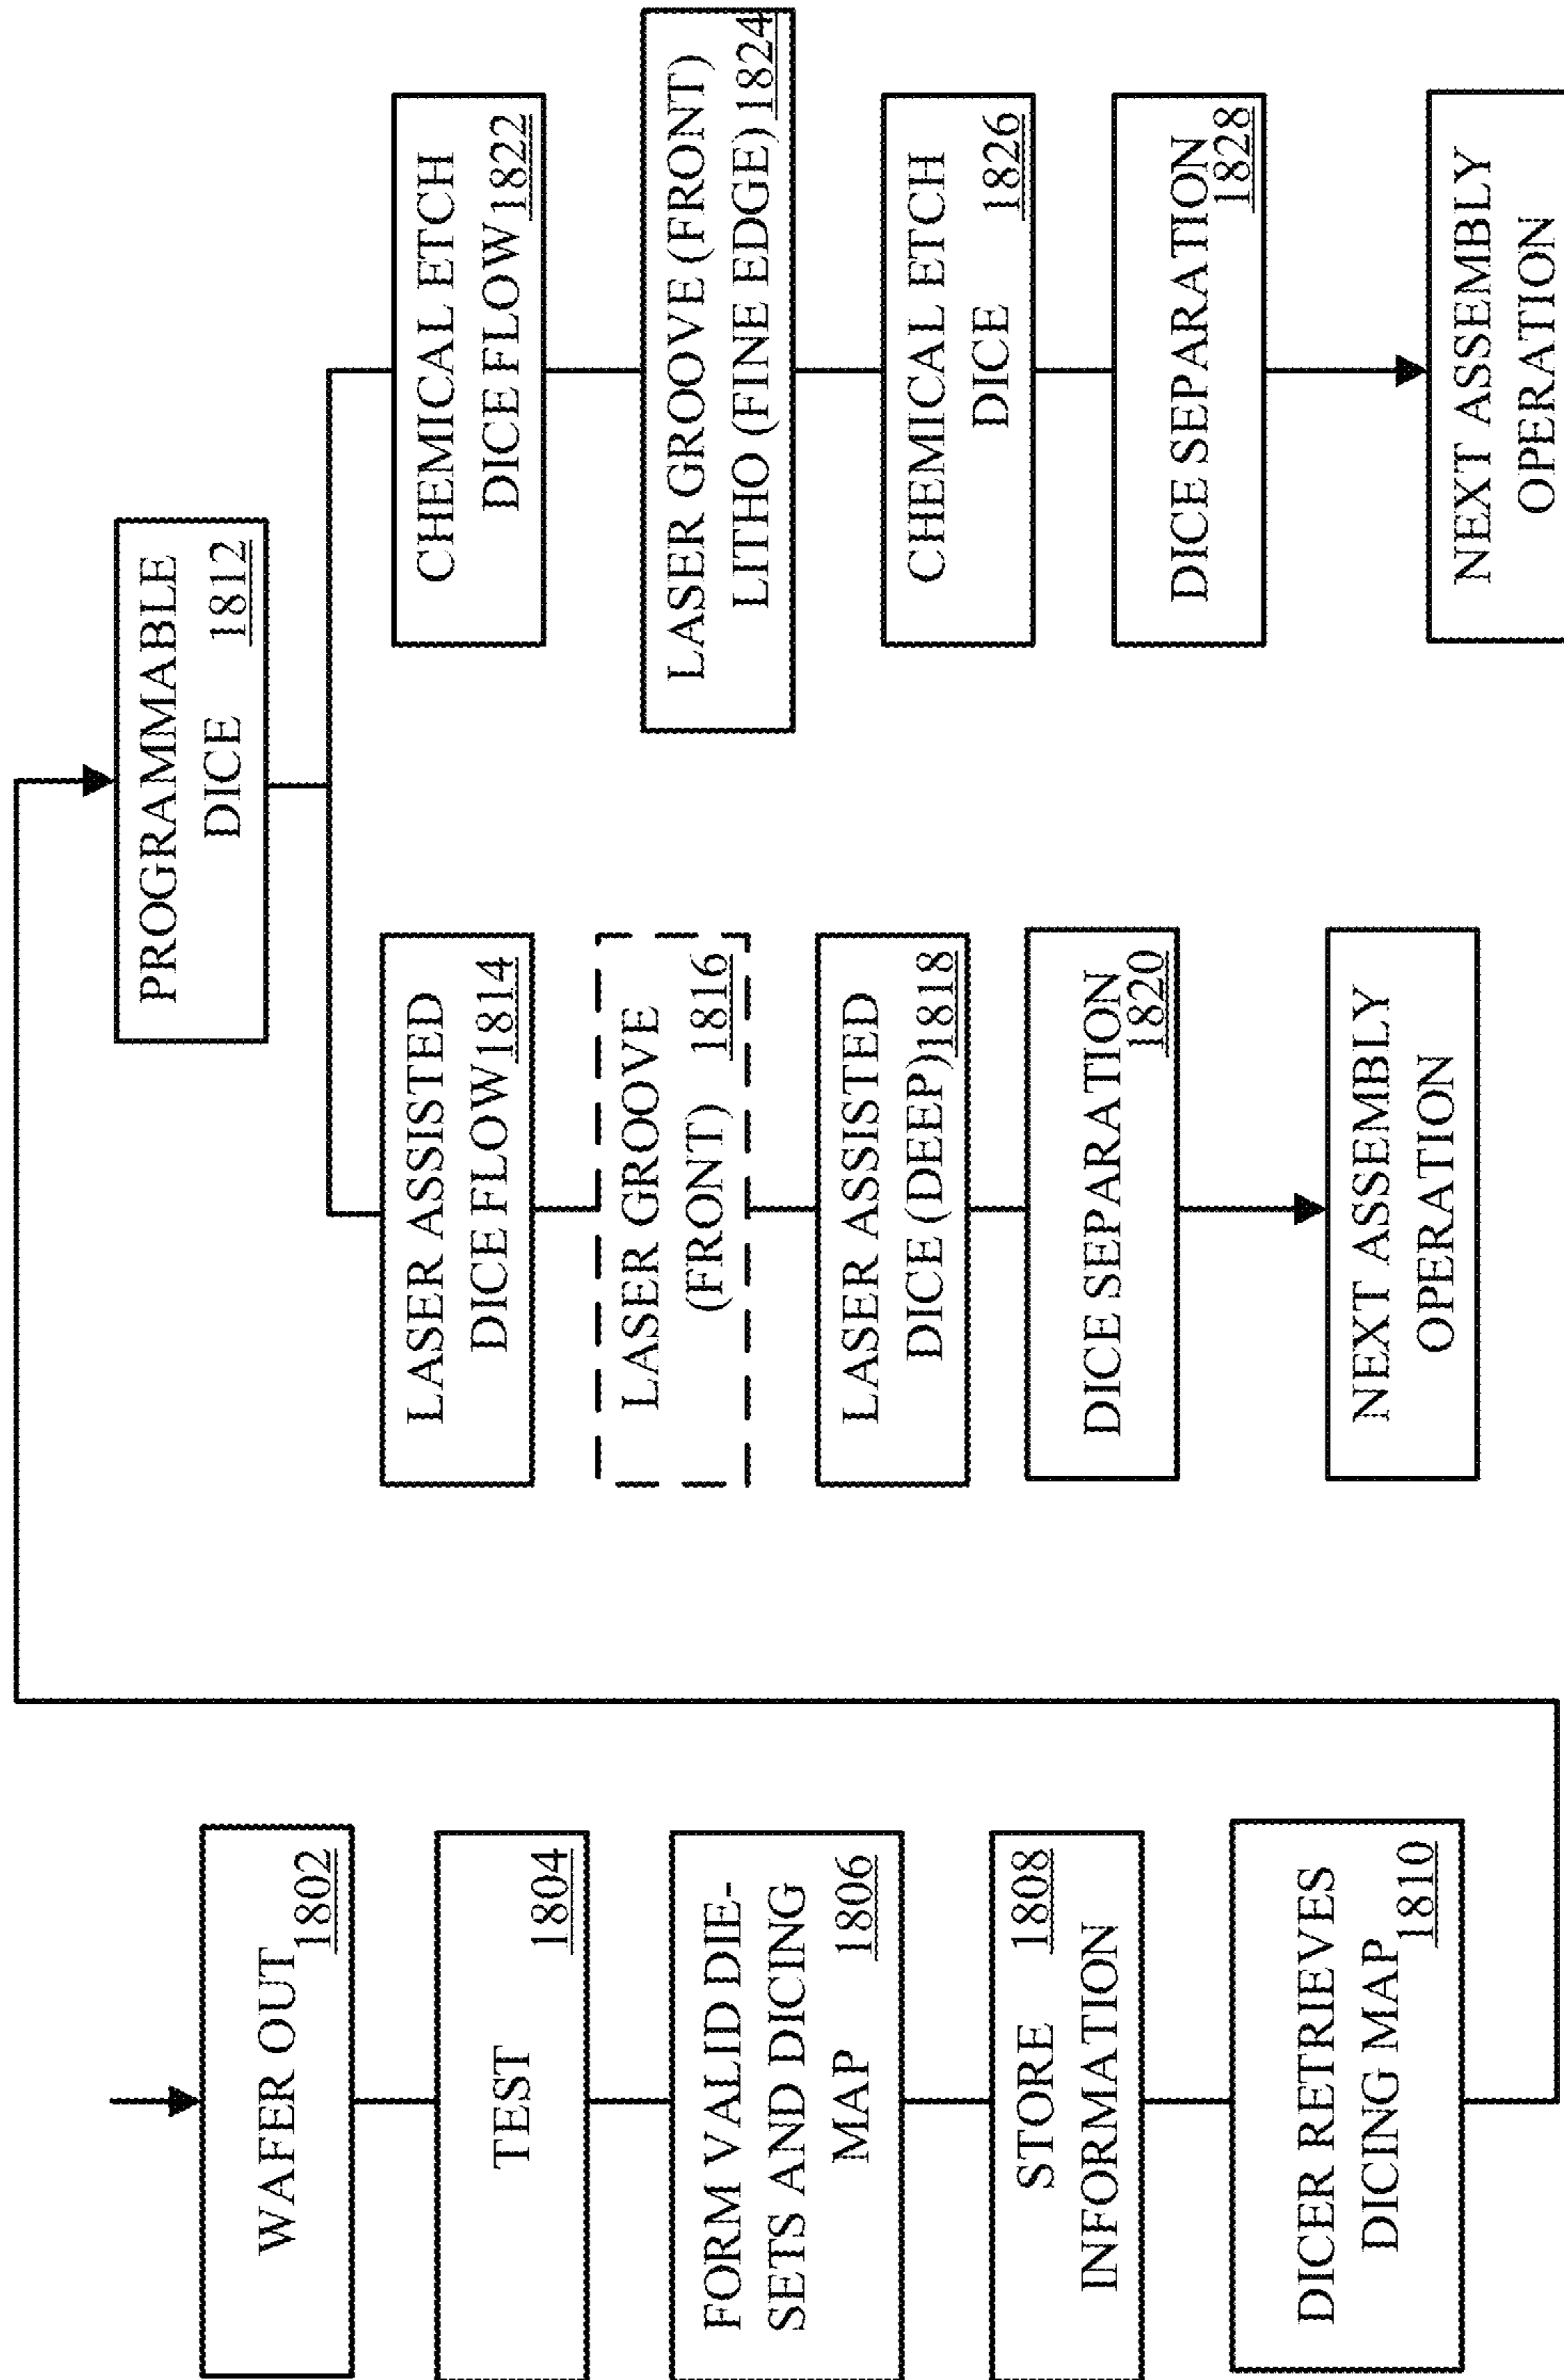 WAFER OUT
1802
TEST
1804
FORM VALID DIE-
SETS AND DICING
MAP 1806
STORE 1808
INFORMATION
DICER RETRIEVES
DICING MAP
1810
PROGRAMMABLE
DICE 1812
LASER ASSISTED
DICE FLOW 1814
LASER GROOVE
(FRONT) 1816
LASER ASSISTED
DICE (DEEP) 1818
DICE SEPARATION
1820
NEXT ASSEMBLY
OPERATION
CHEMICAL ETCH
DICE FLOW 1822
LASER GROOVE (FRONT)
LITHO (FINE EDGE) 1824
CHEMICAL ETCH
DICE 1826
DICE SEPARATION
1828
NEXT ASSEMBLY
OPERATION